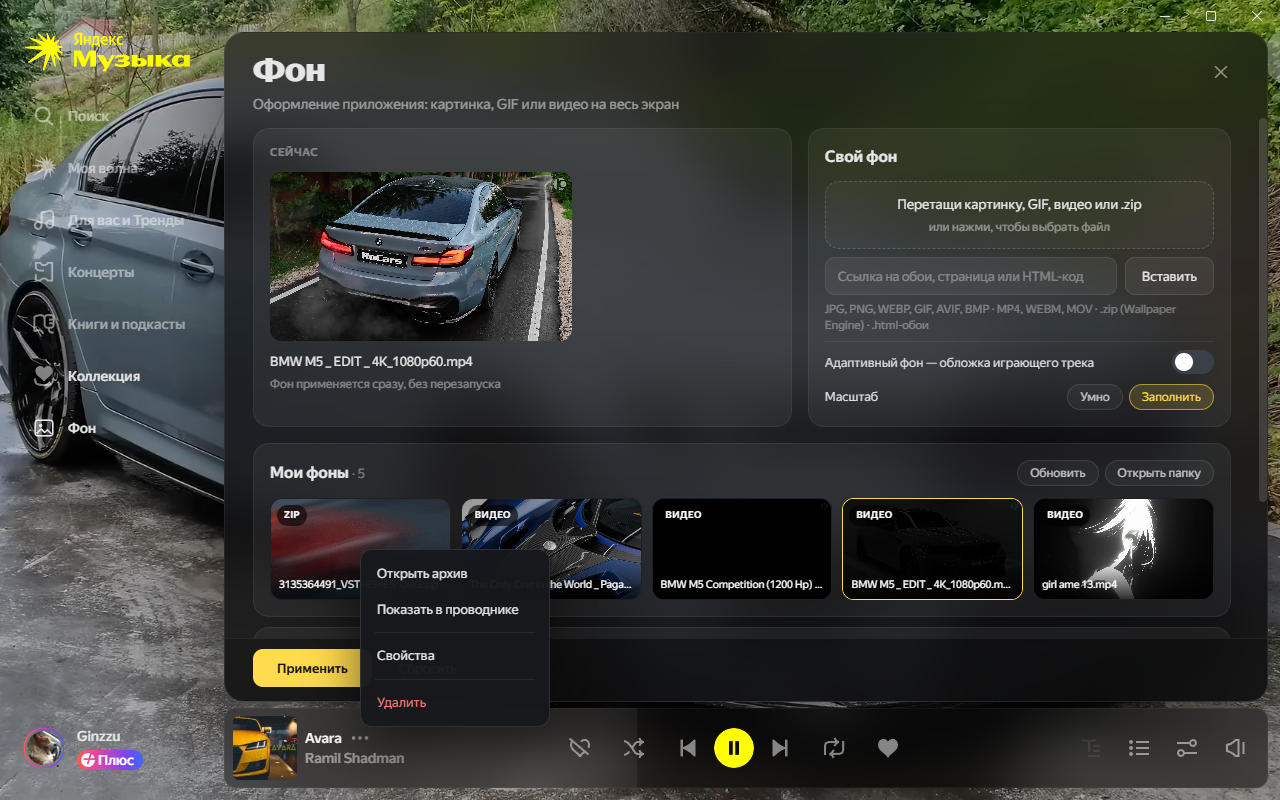 Яндекс
Музыка
Поиск
Моя волна
Для вас и Тренды
Концерты
Книги и подкасты
Коллекция
Фон
Ginzzu
Плюс
Фон
Оформление приложения: картинка, GIF или видео на весь экран
СЕЙЧАС
RoCars
BMW M5 _ EDIT _ 4K_1080p60.mp4
Фон применяется сразу, без перезапуска
Свой фон
Перетащи картинку, GIF, видео или .zip
или нажми, чтобы выбрать файл
Ссылка на обои, страница или HTML-код
Вставить
JPG, PNG, WEBP, GIF, AVIF, BMP · MP4, WEBM, MOV · .zip (Wallpaper
Engine) · .html-обои
Адаптивный фон — обложка играющего трека
Масштаб
Умно
Заполнить
Мои фоны · 5
Обновить
Открыть папку
ZIP
3135364491_VST
ВИДЕО
the World _ Paga...
ВИДЕО
BMW M5 Competition (1200 Hp) ...
ВИДЕО
BMW M5 _ EDIT _ 4K_1080p60.m...
ВИДЕО
girl ame 13.mp4
Открыть архив
Показать в проводнике
Свойства
Удалить
Применить
Сбросить
AVARA
Avara
Ramil Shadman